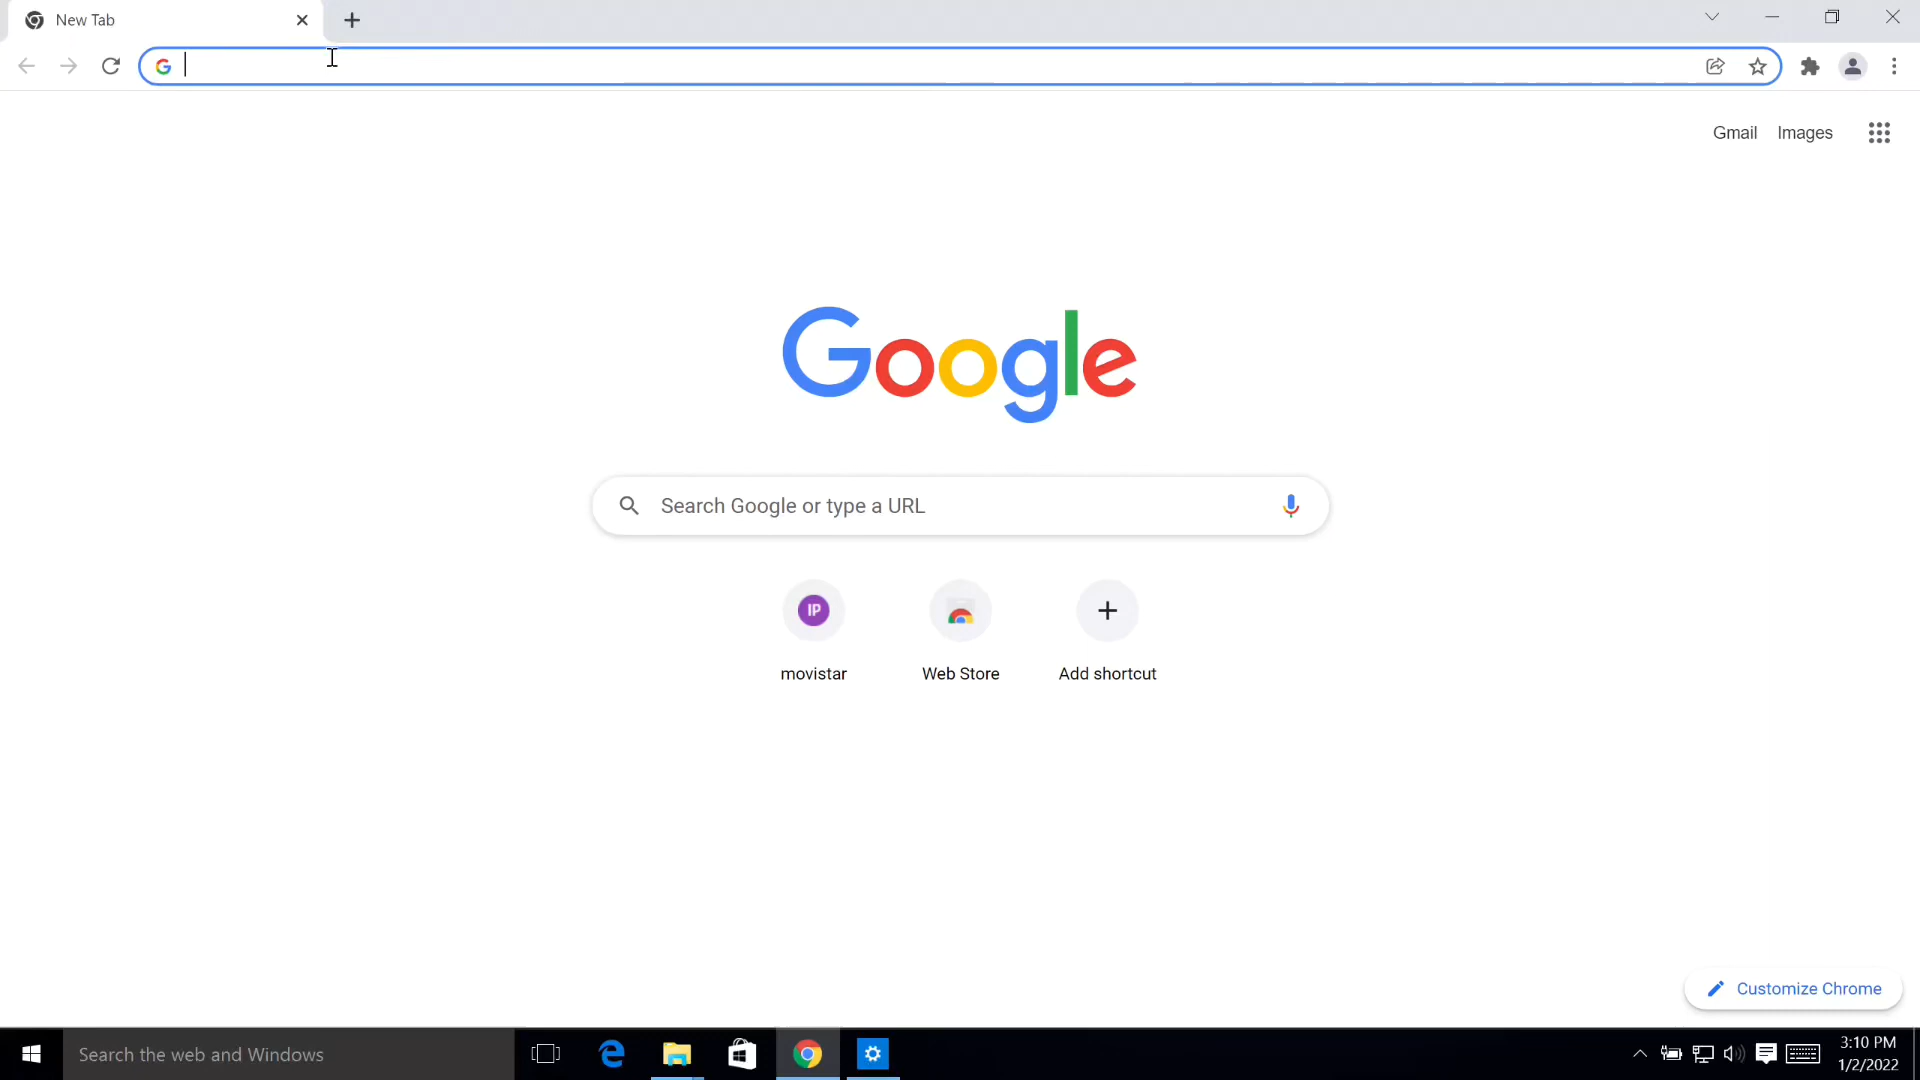 New Tab
Gmail Images
Google
Search Google or type a URL
IP
movistar
Web Store
Add shortcut
Customize Chrome
Search the web and Windows
3:10 PM
1/2/2022